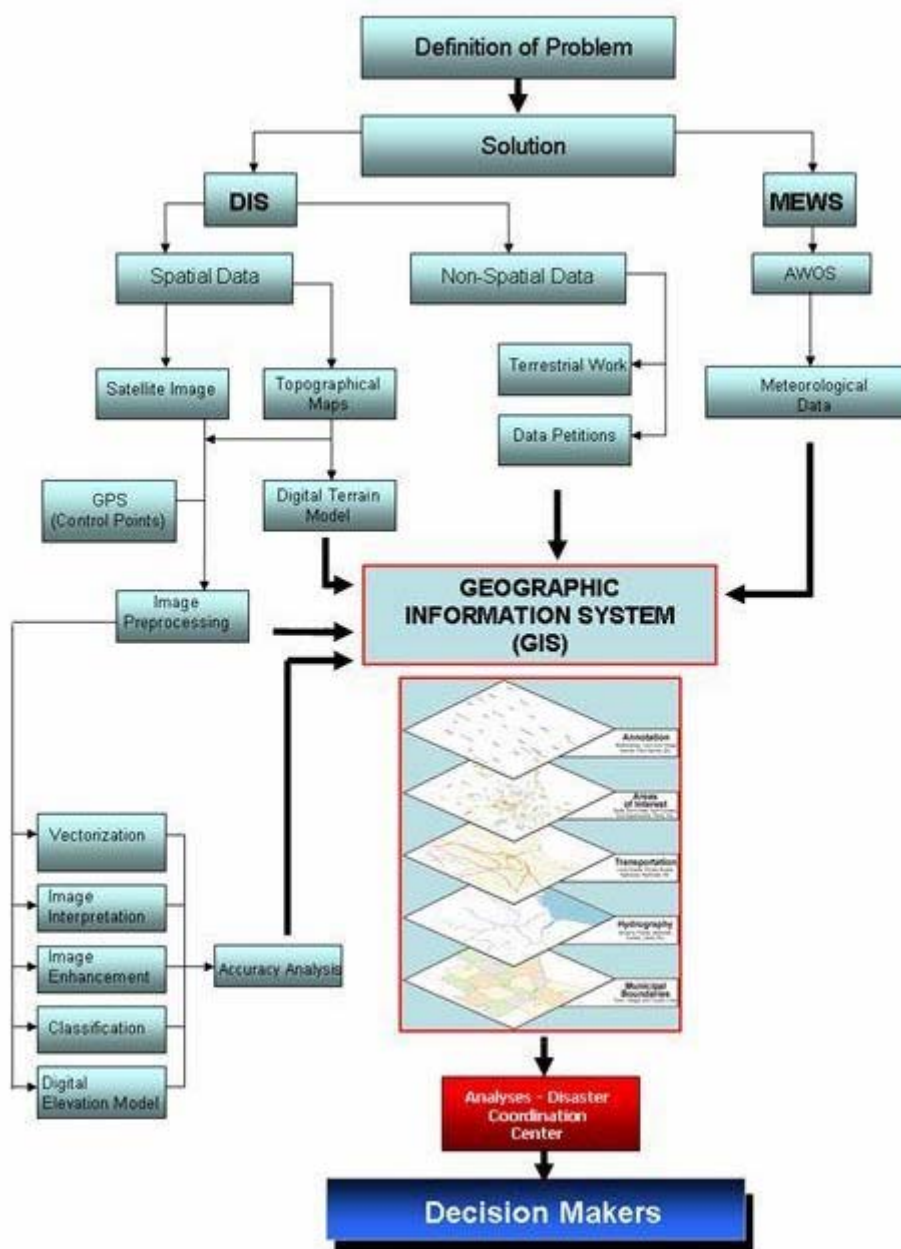 Definition of Problem
Solution
DIS
MEWS
Spatial Data
Non-Spatial Data
AWOS
Satellite Image
Topographical
Maps
Terrestrial Work
Meteorological
Data
Data Petitions
GPS
(Control Points)
Digital Terrain
Model
Image
Preprocessing
GEOGRAPHIC
INFORMATION SYSTEM
(GIS)
Annotation
Areas
of Interest
Transportation
Hydrography
Municipal
Boundaries
Vectorization
Image
Interpretation
Image
Enhancement
Accuracy Analysis
Classification
Digital
Elevation Model
Analyses - Disaster
Coordination
Center
Decision Makers